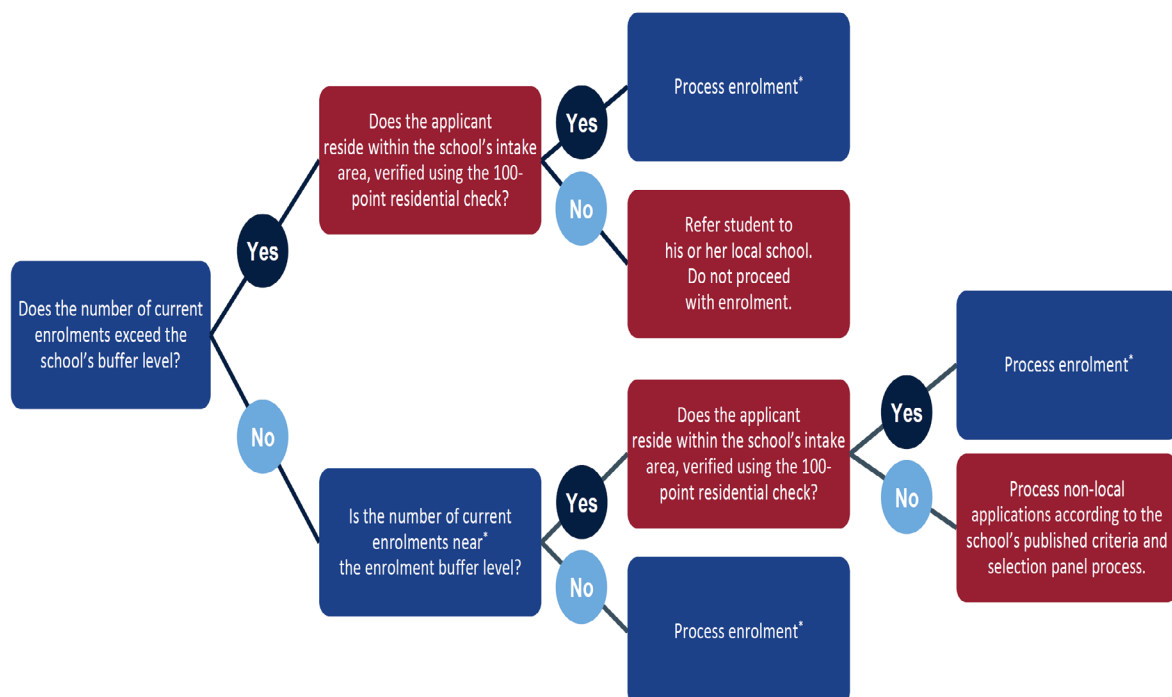 Does the number of current
enrolments exceed the
school's buffer level?
Yes
Does the applicant
reside within the school's intake
area, verified using the 100-
point residential check?
Yes
Process enrolment*
No
Refer student to
his or her local school.
Do not proceed
with enrolment.
No
Is the number of current
enrolments near*
the enrolment buffer level?
Yes
Does the applicant
reside within the school's intake
area, verified using the 100-
point residential check?
Yes
Process enrolment*
No
Process non-local
applications according to the
school's published criteria and
selection panel process.
No
Process enrolment*